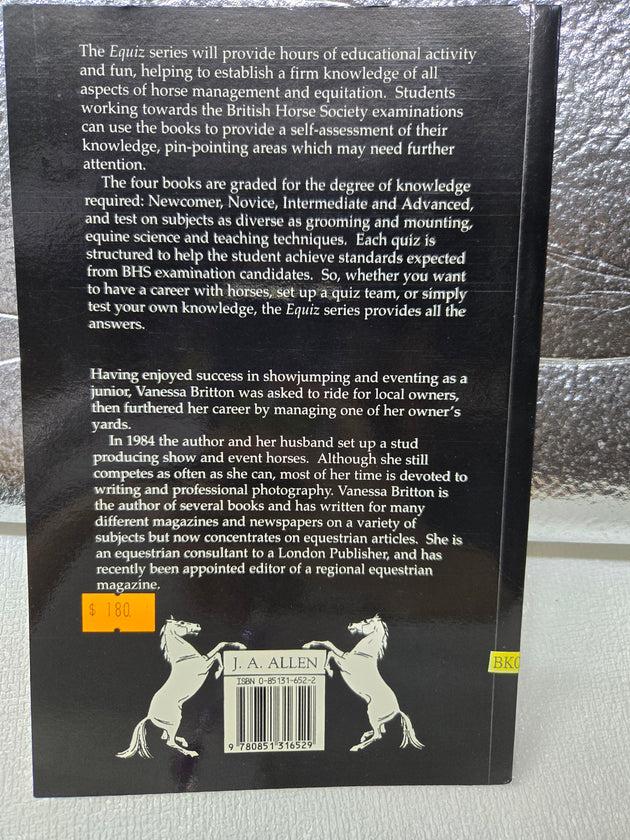 The Equiz series will provide hours of educational activity
and fun, helping to establish a firm knowledge of all
aspects of horse management and equitation. Students
working towards the British Horse Society examinations
can use the books to provide a self-assessment of their
knowledge, pin-pointing areas which may need further
attention.
The four books are graded for the degree of knowledge
required: Newcomer, Novice, Intermediate and Advanced,
and test on subjects as diverse as grooming and mounting,
equine science and teaching techniques. Each quiz is
structured to help the student achieve standards expected
from BHS examination candidates. So, whether you want
to have a career with horses, set up a quiz team, or simply
test your own knowledge, the Equiz series provides all the
answers.
Having enjoyed success in showjumping and eventing as a
junior, Vanessa Britton was asked to ride for local owners,
then furthered her career by managing one of her owner's
yards.
In 1984 the author and her husband set up a stud
producing show and event horses. Although she still
competes as often as she can, most of her time is devoted to
writing and professional photography. Vanessa Britton is
the author of several books and has written for many
different magazines and newspapers on a variety of
subjects but now concentrates on equestrian articles. She is
an equestrian consultant to a London Publisher, and has
recently been appointed editor of a regional equestrian
magazine.
$ 180.
J. A. ALLEN
ISBN 0-85131-652-2
9 780851 316529